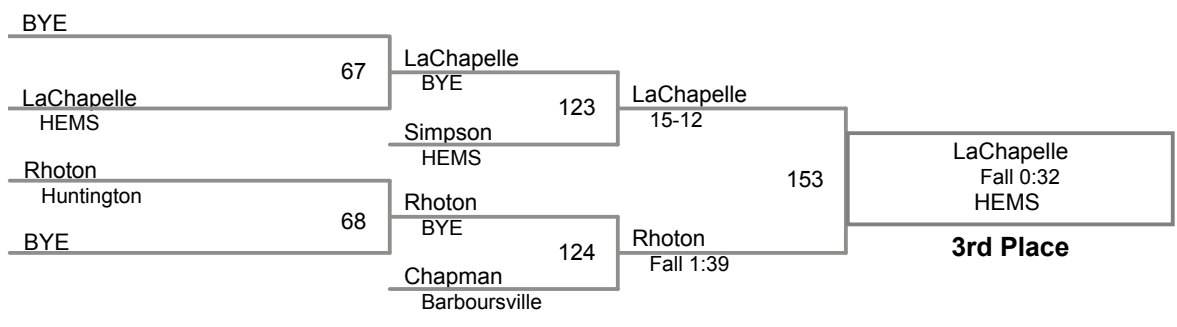 BYE
67
LaChapelle
HEMS
LaChapelle
BYE
123
Simpson
HEMS
LaChapelle
15-12
Rhoton
Huntington
68
BYE
Rhoton
BYE
124
Chapman
Barboursville
Rhoton
Fall 1:39
153
LaChapelle
Fall 0:32
HEMS
3rd Place